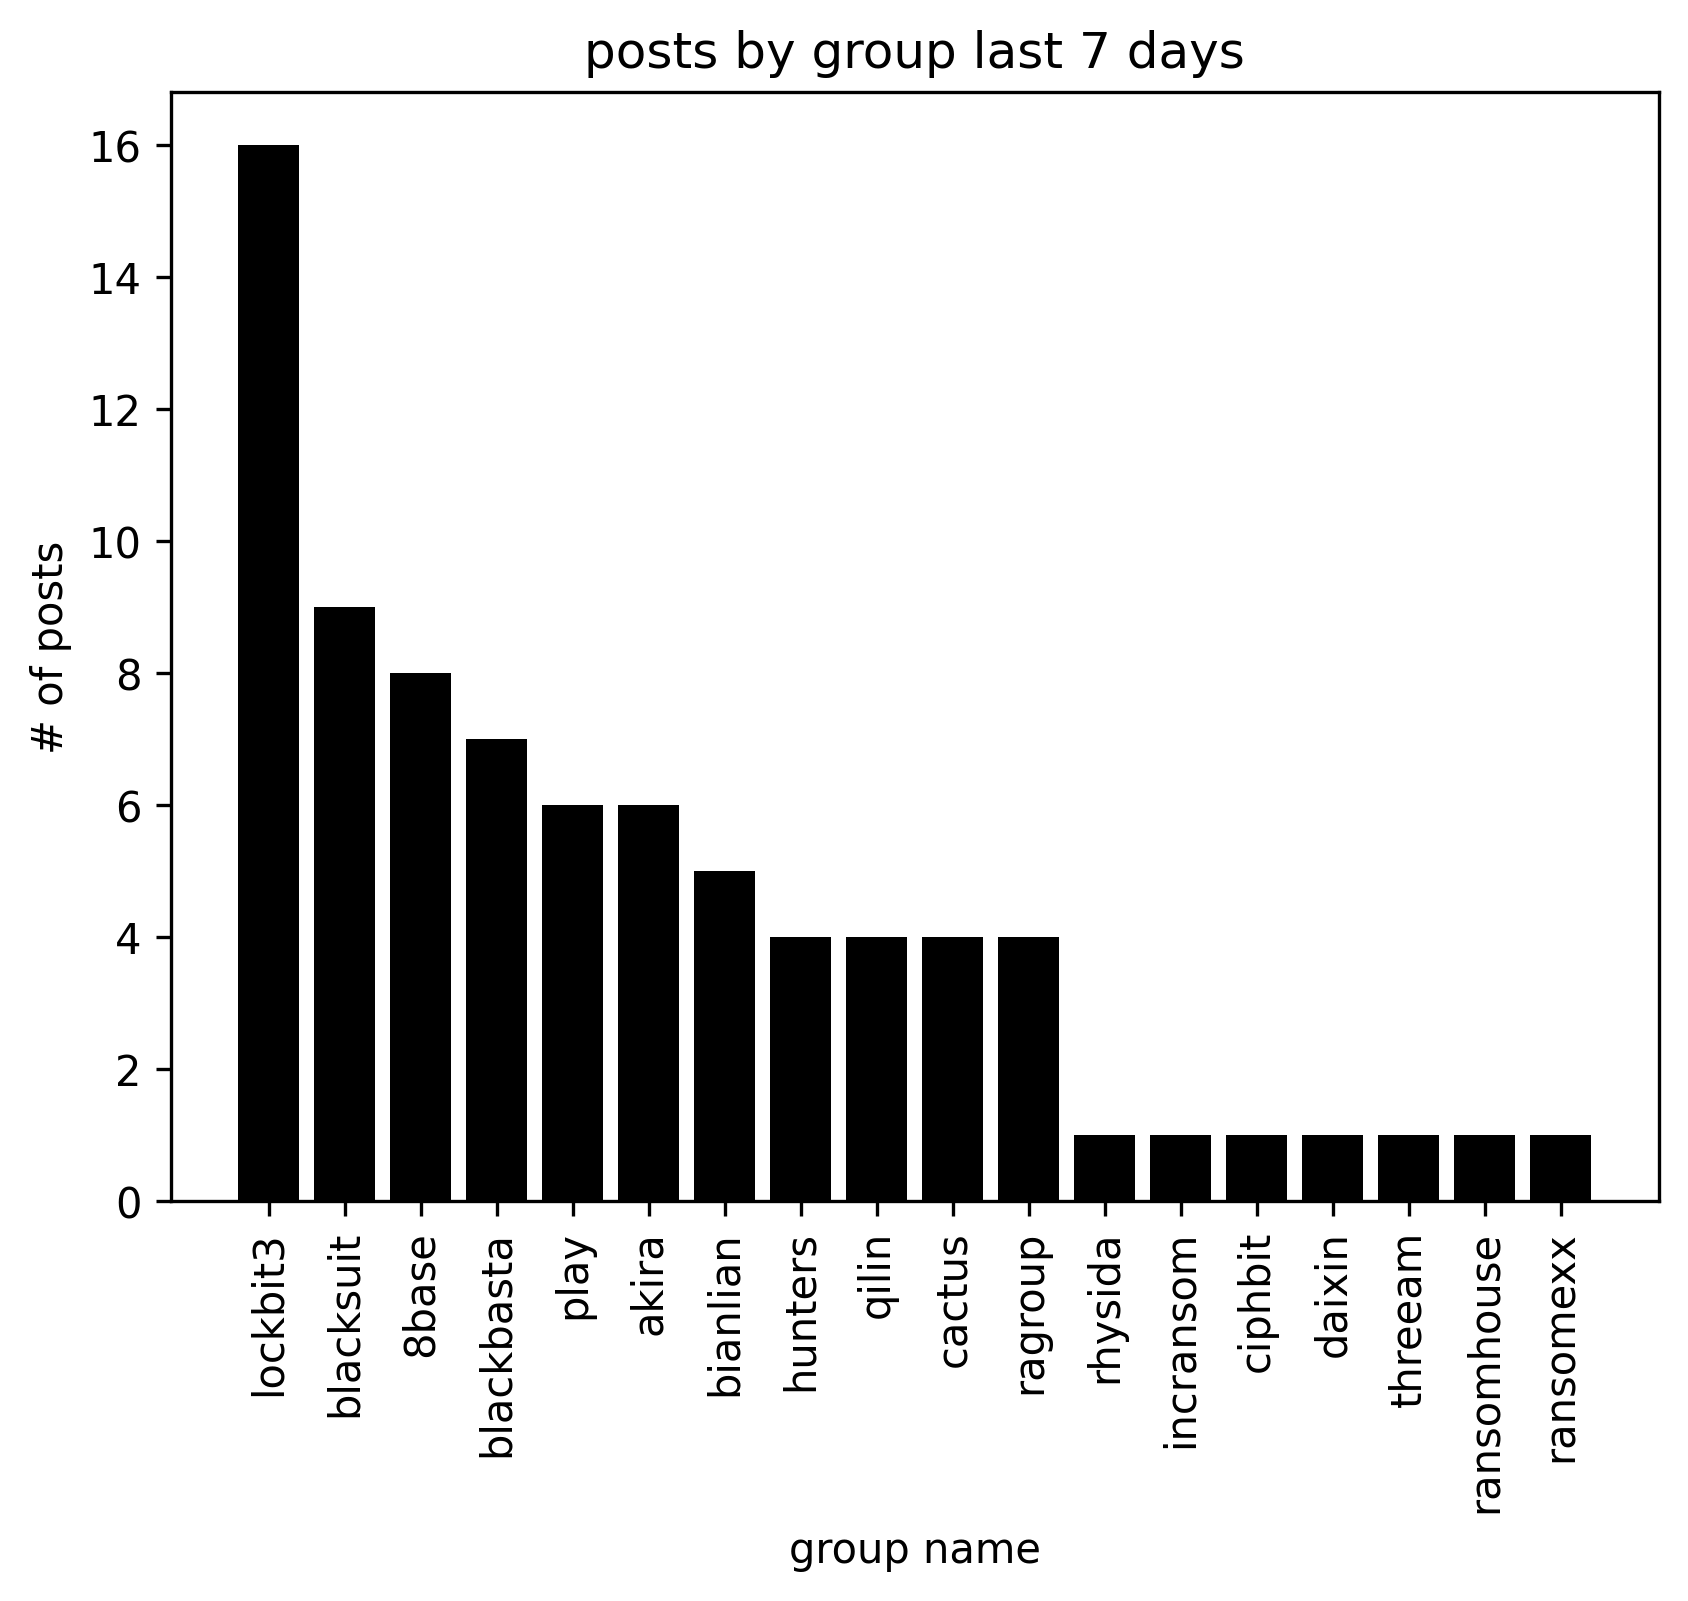 posts by group last 7 days
# of posts
16
14
12
10
8
6
4
2
0
lockbit3
blacksuit
8base
blackbasta
play
akira
bianlian
hunters
qilin
cactus
ragroup
rhysida
incransom
ciphbit
daixin
threeam
ransomhouse
ransomexx
group name